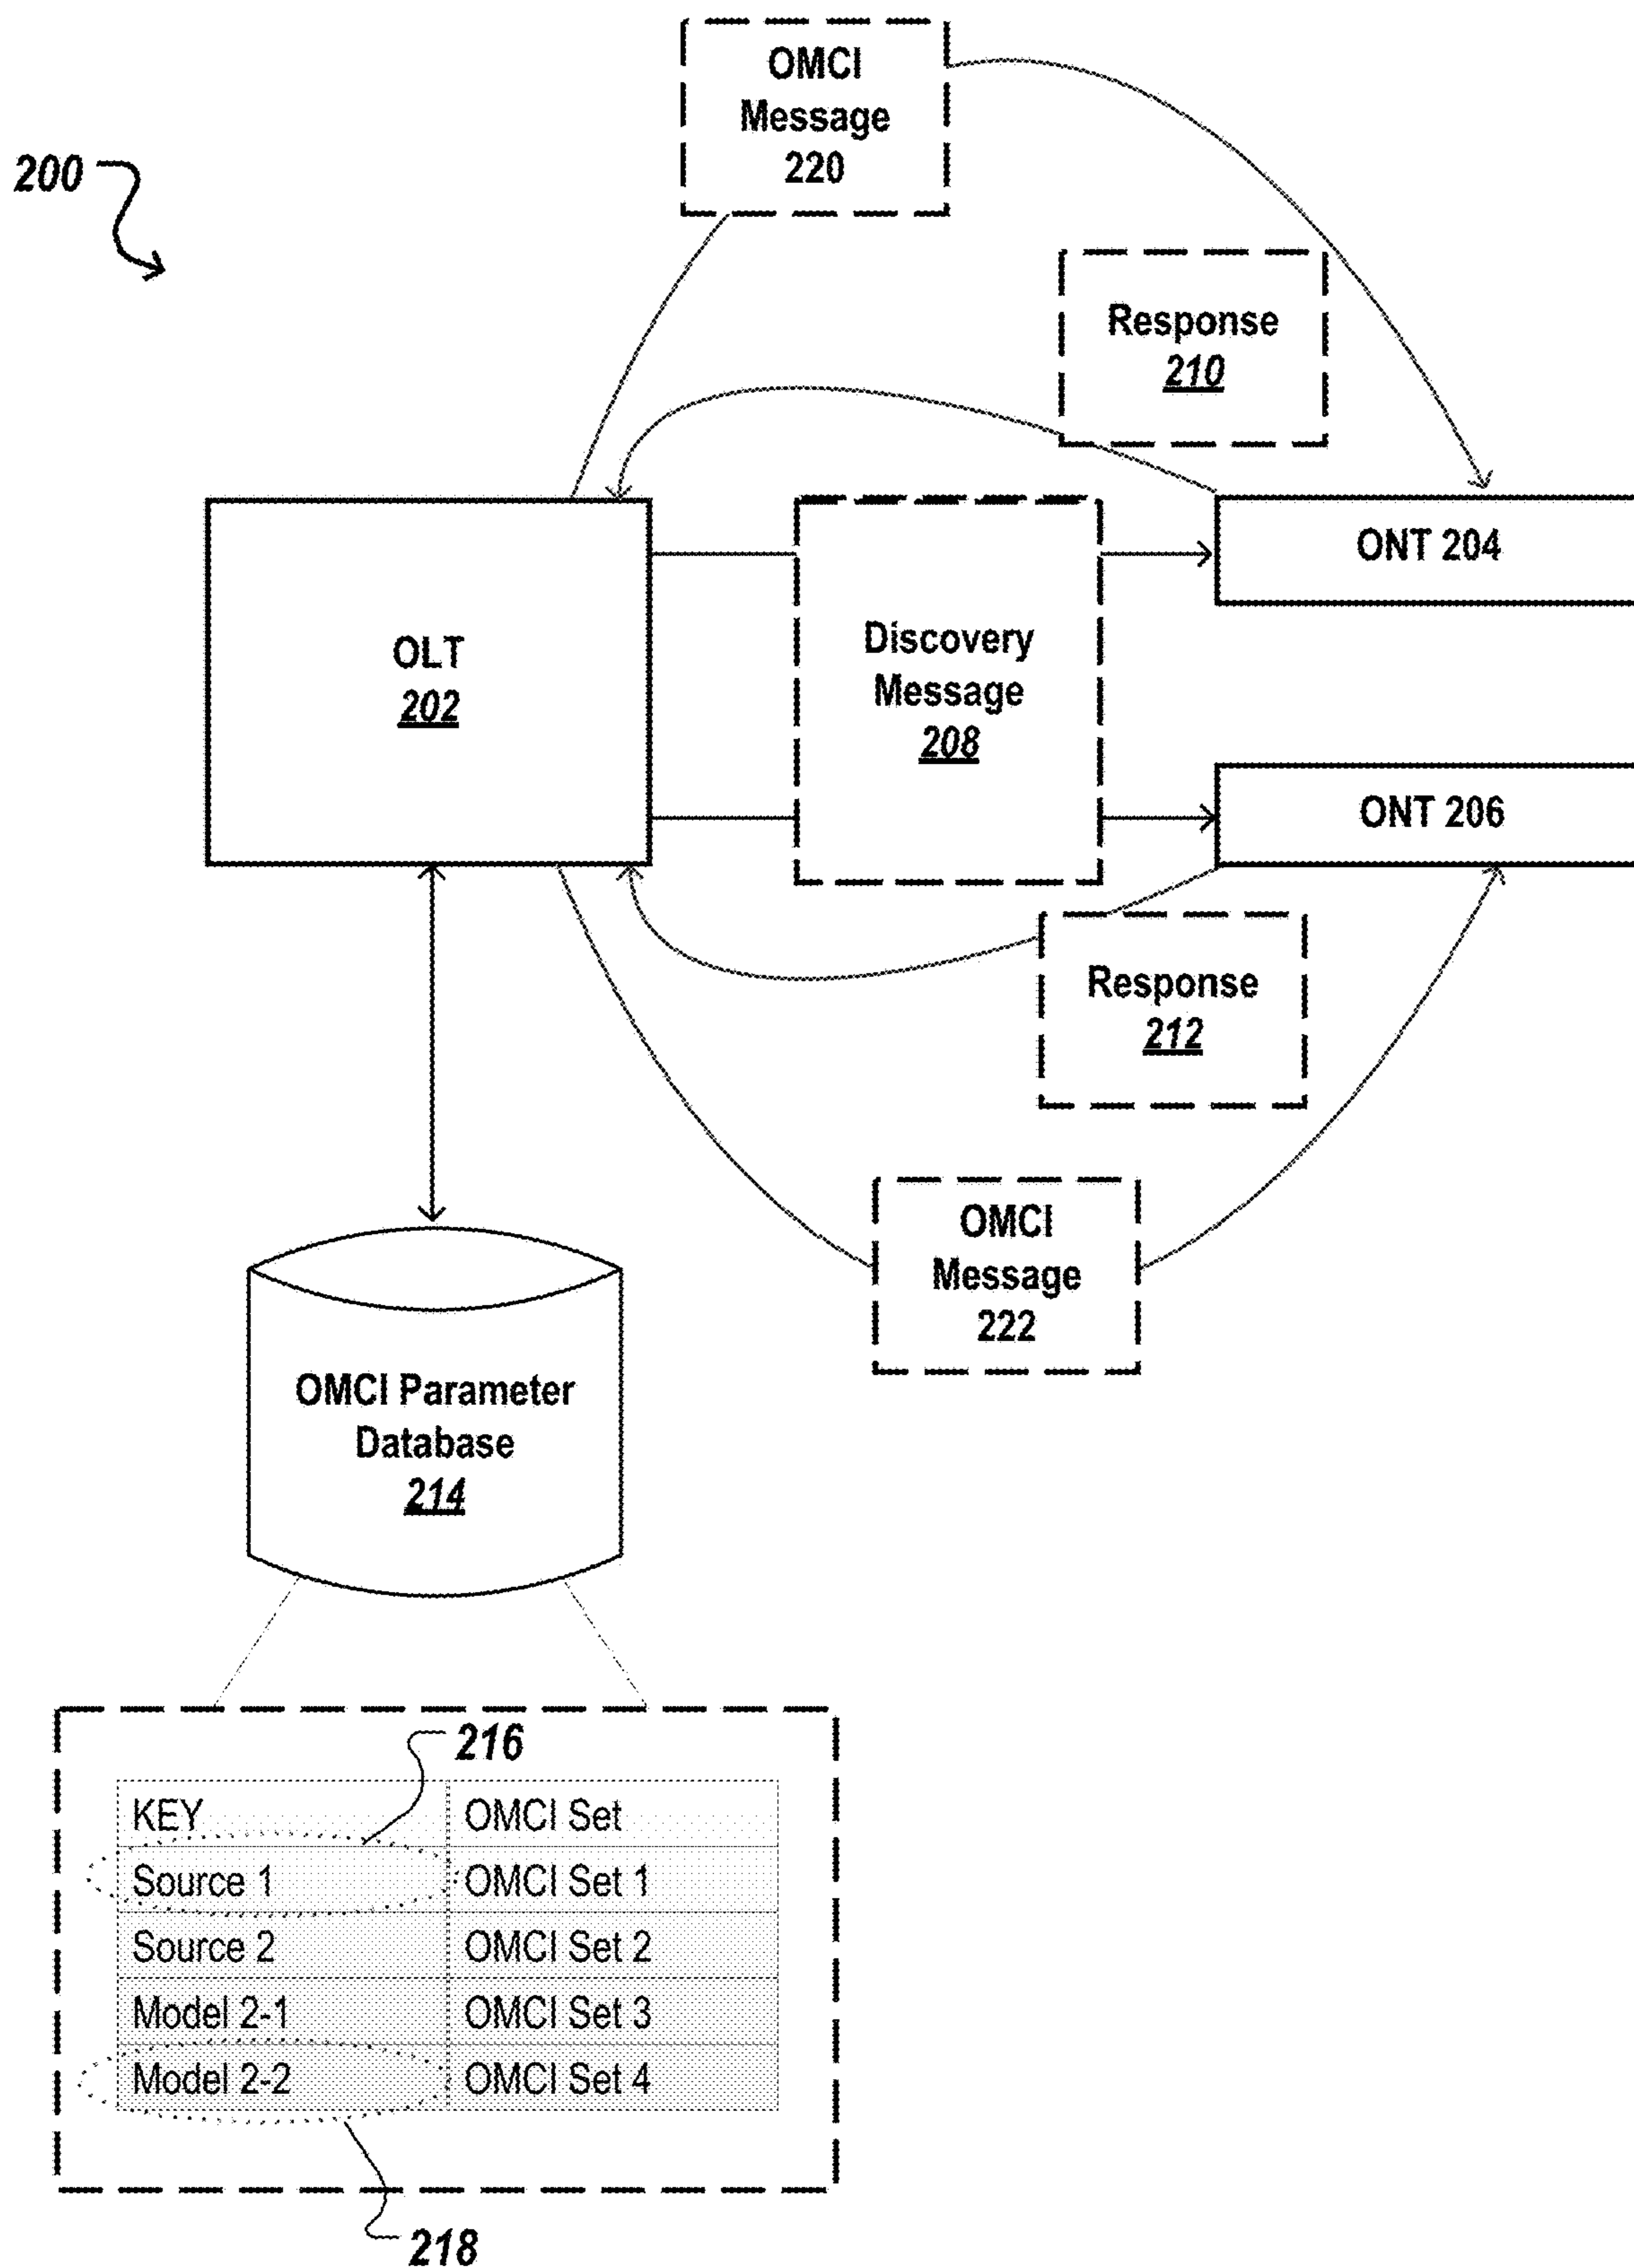 OMCI
Message
220
200
Response
210
ONT 204
OLT
202
Discovery
Message
208
ONT 206
Response
212
OMCI
Message
222
OMCI Parameter
Database
214
216
KEY OMCI Set
Source 1 OMCI Set 1
Source 2 OMCI Set 2
Model 2-1 OMCI Set 3
Model 2-2 OMCI Set 4
218